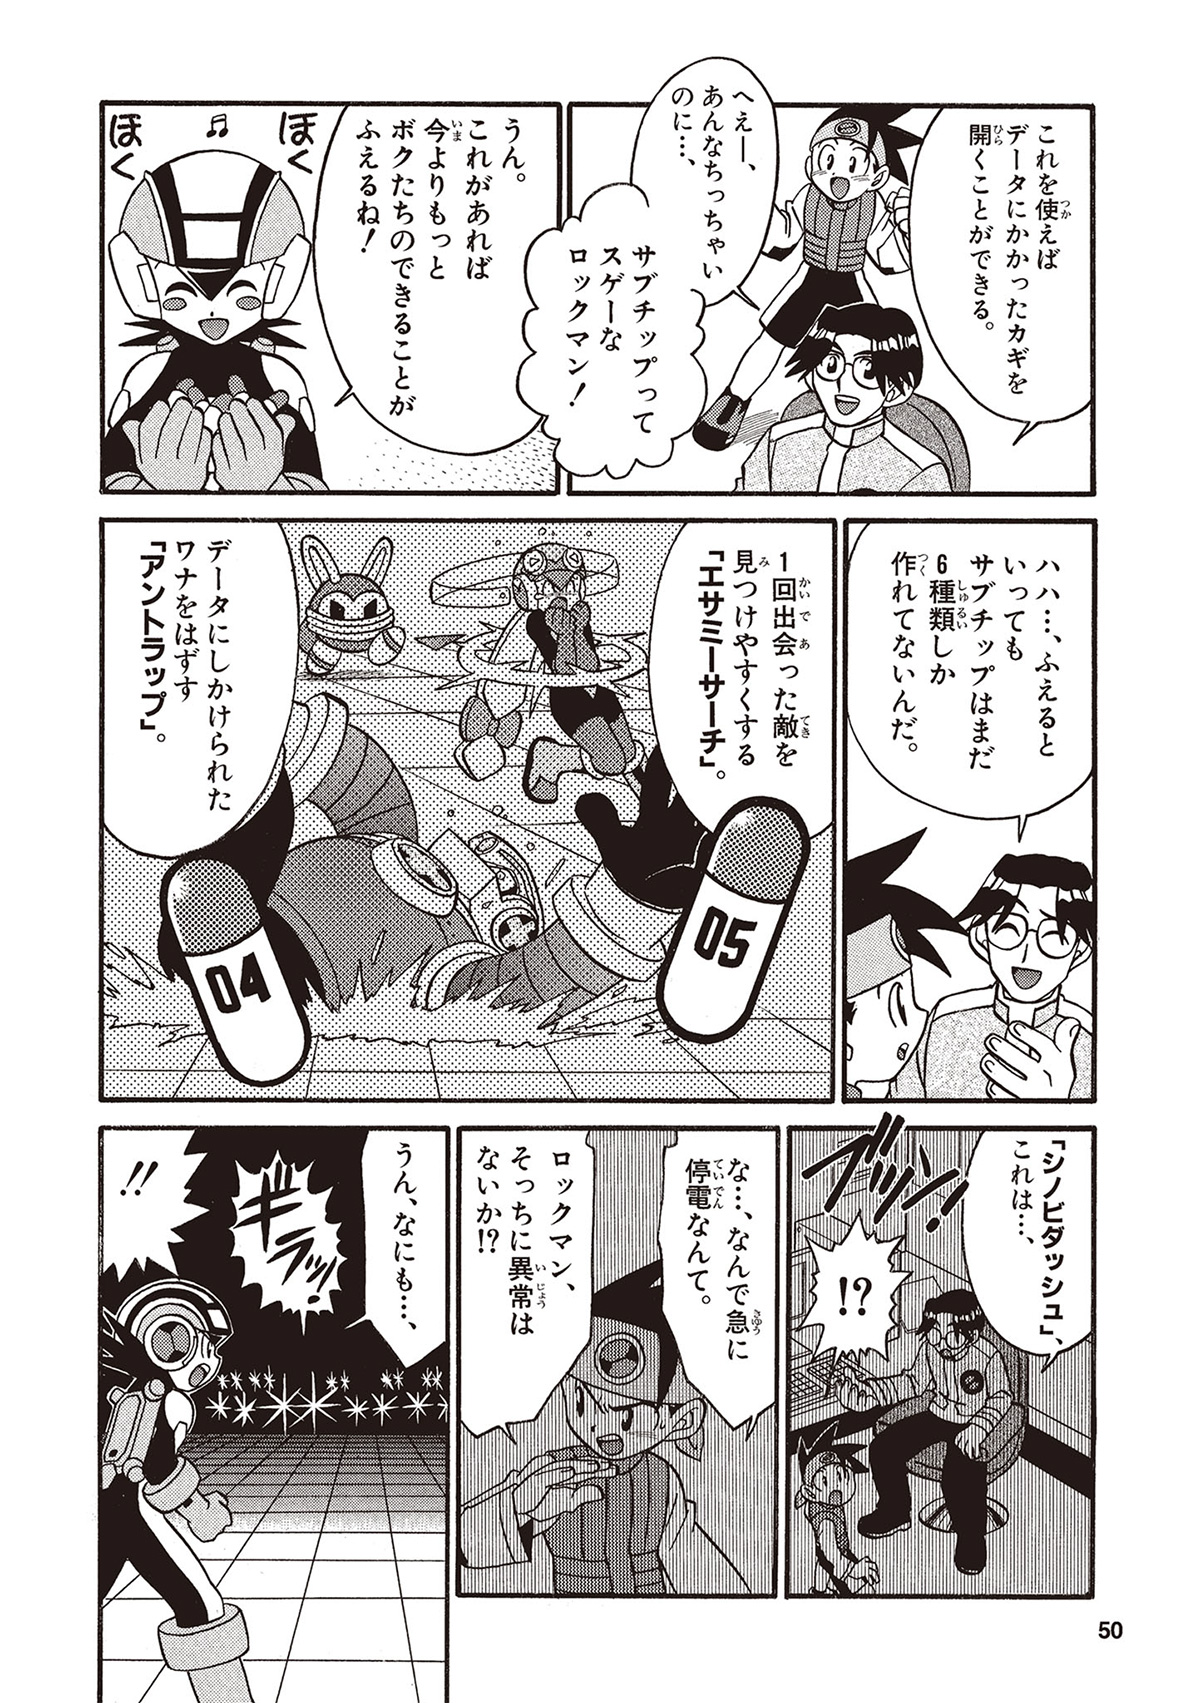 これを使えば
データにかかったカギを
開くことができる。
へぇー、
あんなちっちゃい
のに…、
サブチップって
スゲーな
ロックマン!
うん。
これがあれば
今よりもっと
ボクたちのできることが
ふえるね!
ほく
♬
ほく
ハハ…、ふえると
いっても
サブチップはまだ
6種類しか
作れてないんだ。
1回出会った敵を
見つけやすくする
「エサミーサーチ」。
05
データにしかけられた
ワナをはずす
「アントラップ」。
04
「シノビダッシュ」、
これは…、
ブツン!
!?
な…、なんで急に
停電なんて。
ロックマン、
そっちに異常は
ないか!?
うん、なにも…、
ギラッ!
!!
50